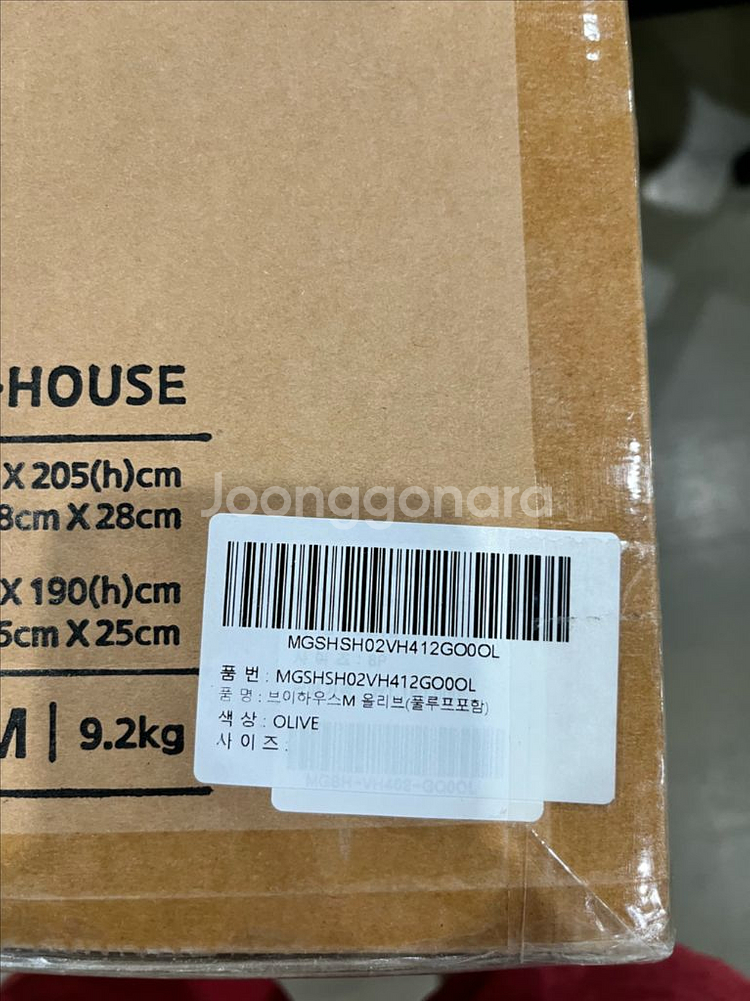 -HOUSE
X 205(h)cm
8cm X 28cm
X 190(h)cm
5cm X 25cm
M | 9.2kg
Joonggonara
MGSHSH02VH412GO0OL
품 번 : MGSHSH02VH412GO0OL
품 명 : 브이하우스M 올리브(풀루프포함)
색 상 : OLIVE
사 이 즈 :